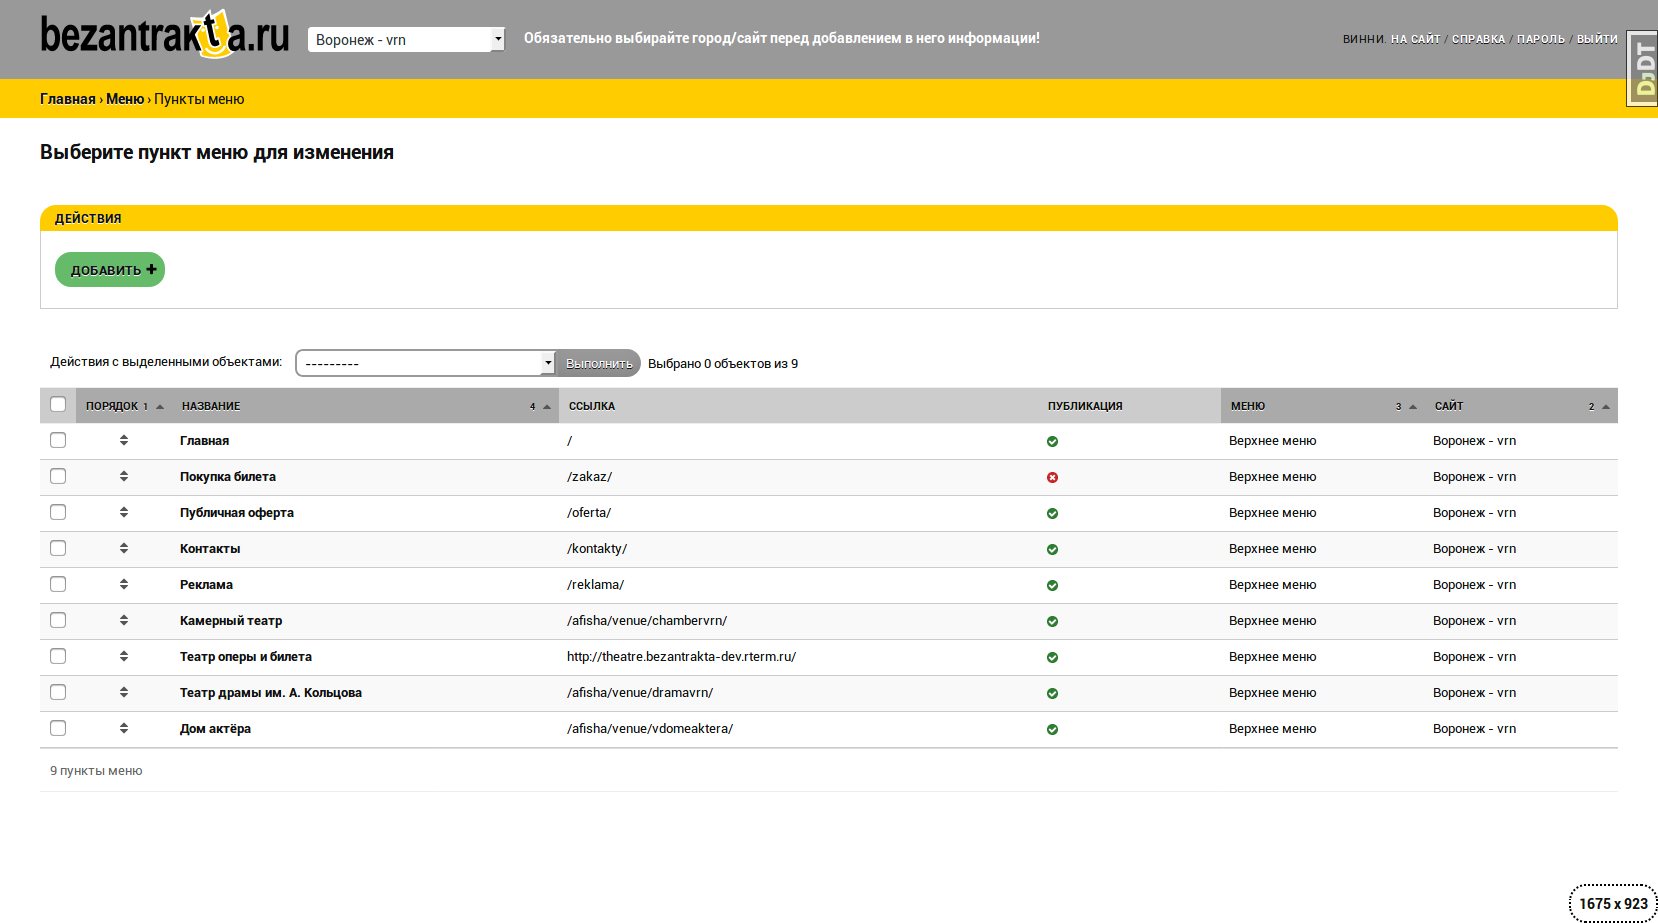 bezantrakta.ru Воронеж - vrn Обязательно выбирайте город/сайт перед добавлением в него информации! ВИННИ. НА САЙТ / СПРАВКА / ПАРОЛЬ / ВЫЙТИ
DjDT
Главная › Меню › Пункты меню
Выберите пункт меню для изменения
ДЕЙСТВИЯ
ДОБАВИТЬ +
Действия с выделенными объектами: --------- Выполнить Выбрано 0 объектов из 9
ПОРЯДОК 1 НАЗВАНИЕ 4 ССЫЛКА ПУБЛИКАЦИЯ МЕНЮ 3 САЙТ 2
Главная / Верхнее меню Воронеж - vrn
Покупка билета /zakaz/ Верхнее меню Воронеж - vrn
Публичная оферта /oferta/ Верхнее меню Воронеж - vrn
Контакты /kontakty/ Верхнее меню Воронеж - vrn
Реклама /reklama/ Верхнее меню Воронеж - vrn
Камерный театр /afisha/venue/chambervrn/ Верхнее меню Воронеж - vrn
Театр оперы и билета http://theatre.bezantrakta-dev.rterm.ru/ Верхнее меню Воронеж - vrn
Театр драмы им. А. Кольцова /afisha/venue/dramavrn/ Верхнее меню Воронеж - vrn
Дом актёра /afisha/venue/vdomeaktera/ Верхнее меню Воронеж - vrn
9 пункты меню
1675 x 923